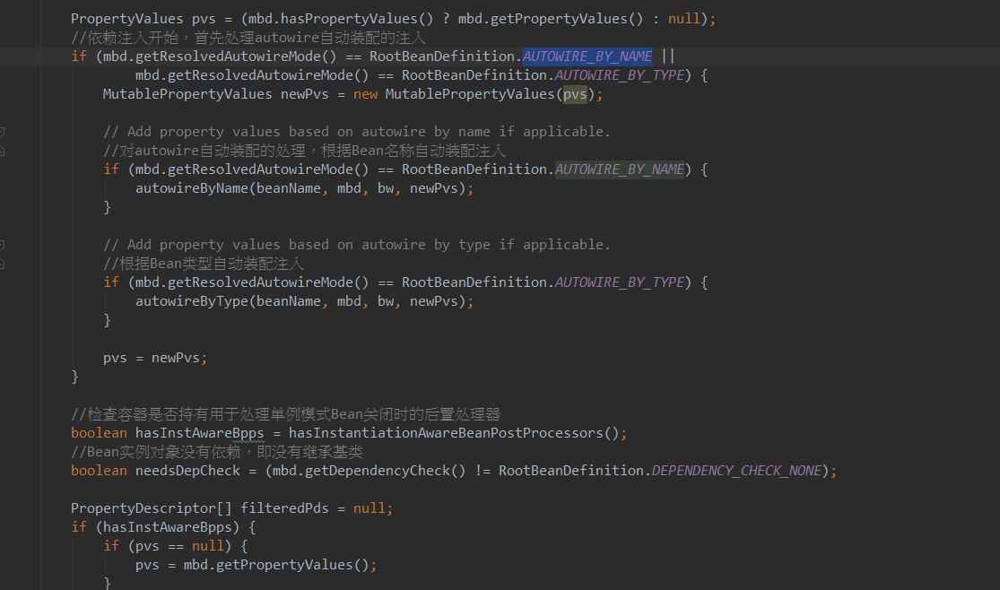 PropertyValues pvs = (mbd.hasPropertyValues() ? mbd.getPropertyValues() : null);
//依赖注入开始，首先处理autowire自动装配的注入
if (mbd.getResolvedAutowireMode() == RootBeanDefinition.AUTOWIRE_BY_NAME ||
mbd.getResolvedAutowireMode() == RootBeanDefinition.AUTOWIRE_BY_TYPE) {
MutablePropertyValues newPvs = new MutablePropertyValues(pvs);
// Add property values based on autowire by name if applicable.
//对autowire自动装配的处理，根据Bean名称自动装配注入
if (mbd.getResolvedAutowireMode() == RootBeanDefinition.AUTOWIRE_BY_NAME) {
autowireByName(beanName, mbd, bw, newPvs);
}
// Add property values based on autowire by type if applicable.
//根据Bean类型自动装配注入
if (mbd.getResolvedAutowireMode() == RootBeanDefinition.AUTOWIRE_BY_TYPE) {
autowireByType(beanName, mbd, bw, newPvs);
}
pvs = newPvs;
}
//检查容器是否持有用于处理单例模式Bean关闭时的后置处理器
boolean hasInstAwareBpps = hasInstantiationAwareBeanPostProcessors();
//Bean实例对象没有依赖，即没有继承基类
boolean needsDepCheck = (mbd.getDependencyCheck() != RootBeanDefinition.DEPENDENCY_CHECK_NONE);
PropertyDescriptor[] filteredPds = null;
if (hasInstAwareBpps) {
if (pvs == null) {
pvs = mbd.getPropertyValues();
}